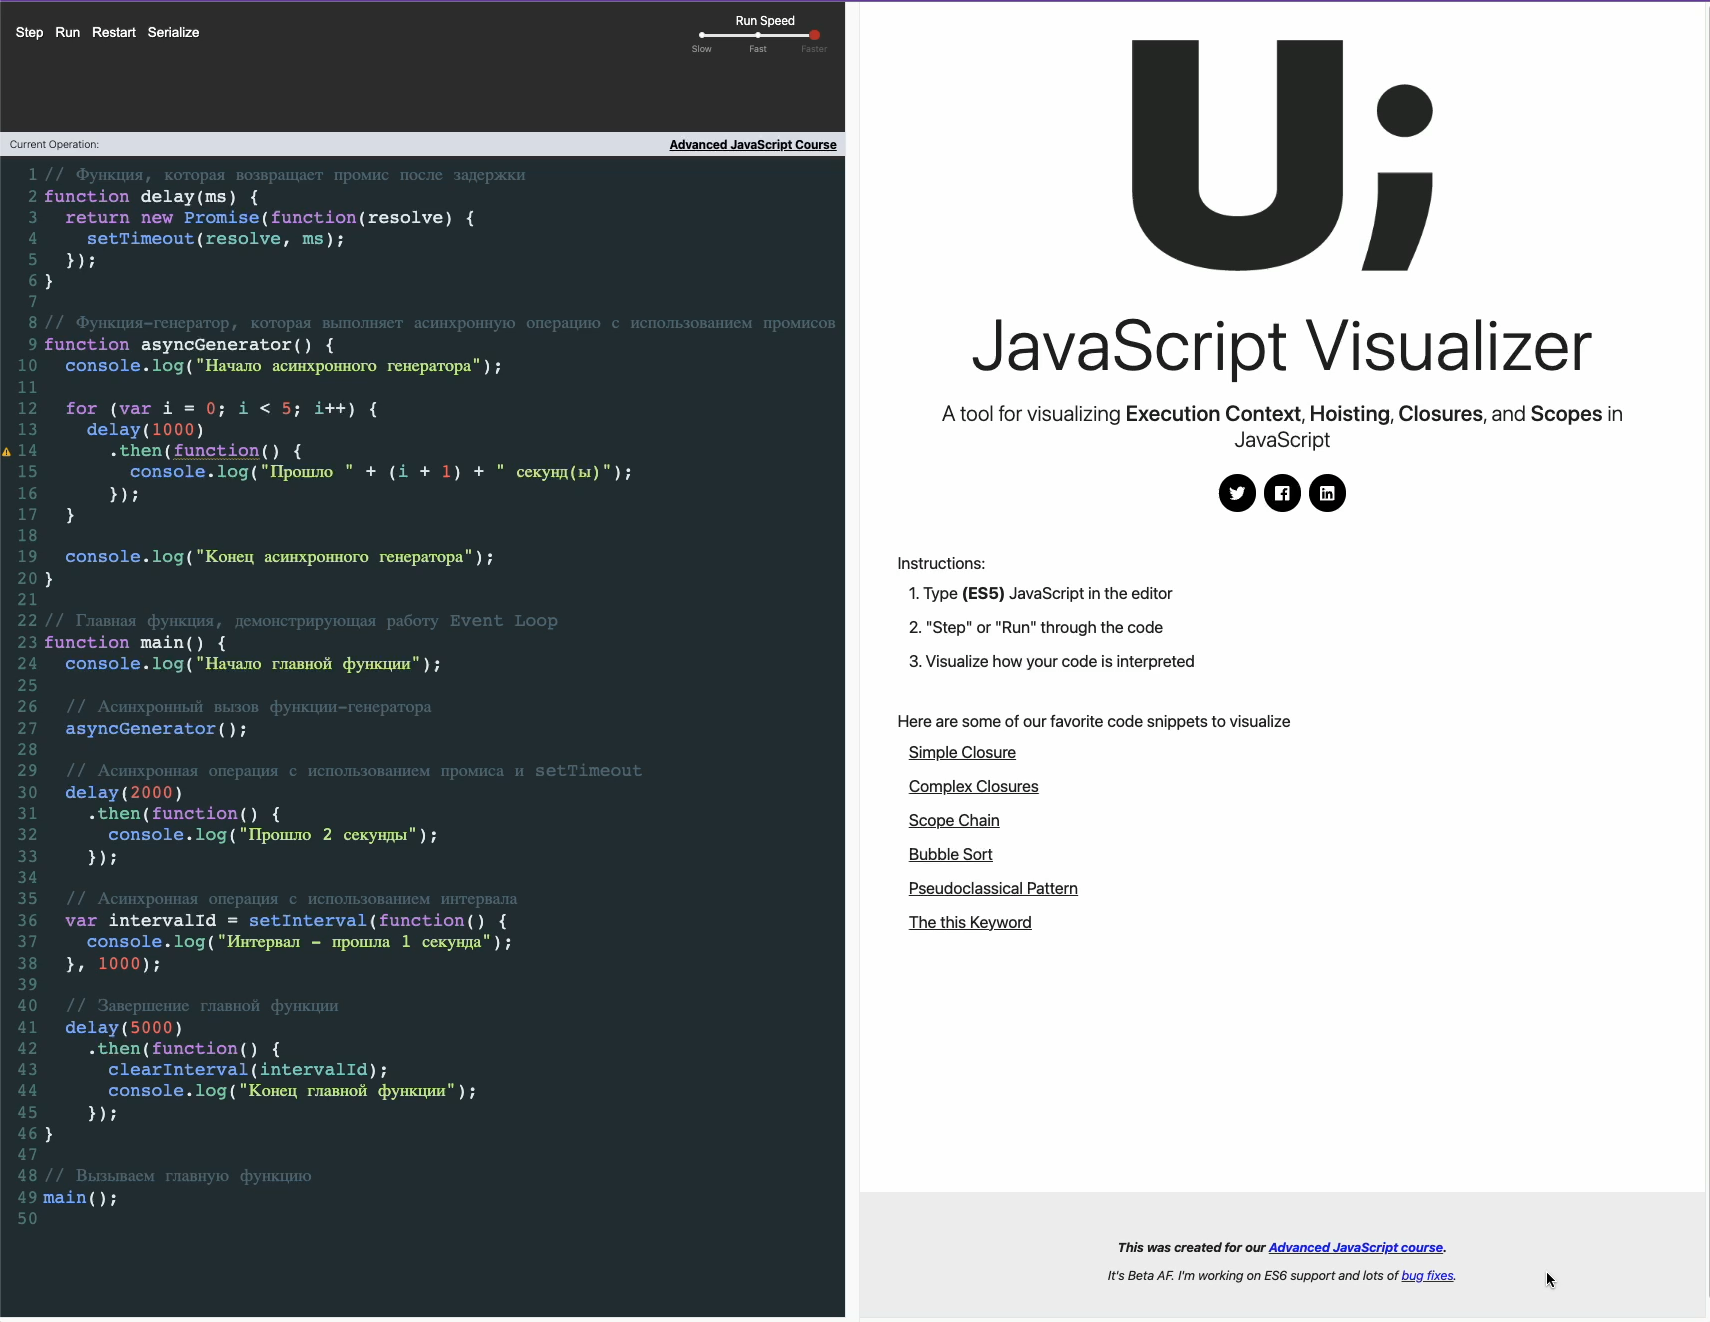 Step Run Restart Serialize
Run Speed
Slow Fast Faster
Current Operation:
Advanced JavaScript Course
1 // Функция, которая возвращает промис после задержки
2 function delay(ms) {
3   return new Promise(function(resolve) {
4     setTimeout(resolve, ms);
5   });
6 }
7
8 // Функция-генератор, которая выполняет асинхронную операцию с использованием промисов
9 function asyncGenerator() {
10   console.log("Начало асинхронного генератора");
11
12   for (var i = 0; i < 5; i++) {
13     delay(1000)
14       .then(function() {
15         console.log("Прошло " + (i + 1) + " секунд(ы)");
16       });
17   }
18
19   console.log("Конец асинхронного генератора");
20 }
21
22 // Главная функция, демонстрирующая работу Event Loop
23 function main() {
24   console.log("Начало главной функции");
25
26   // Асинхронный вызов функции-генератора
27   asyncGenerator();
28
29   // Асинхронная операция с использованием промиса и setTimeout
30   delay(2000)
31     .then(function() {
32       console.log("Прошло 2 секунды");
33     });
34
35   // Асинхронная операция с использованием интервала
36   var intervalId = setInterval(function() {
37     console.log("Интервал - прошла 1 секунда");
38   }, 1000);
39
40   // Завершение главной функции
41   delay(5000)
42     .then(function() {
43       clearInterval(intervalId);
44       console.log("Конец главной функции");
45     });
46 }
47
48 // Вызываем главную функцию
49 main();
50
U;
JavaScript Visualizer
A tool for visualizing Execution Context, Hoisting, Closures, and Scopes in
JavaScript
Instructions:
1. Type (ES5) JavaScript in the editor
2. "Step" or "Run" through the code
3. Visualize how your code is interpreted
Here are some of our favorite code snippets to visualize
Simple Closure
Complex Closures
Scope Chain
Bubble Sort
Pseudoclassical Pattern
The this Keyword
This was created for our Advanced JavaScript course.
It's Beta AF. I'm working on ES6 support and lots of bug fixes.